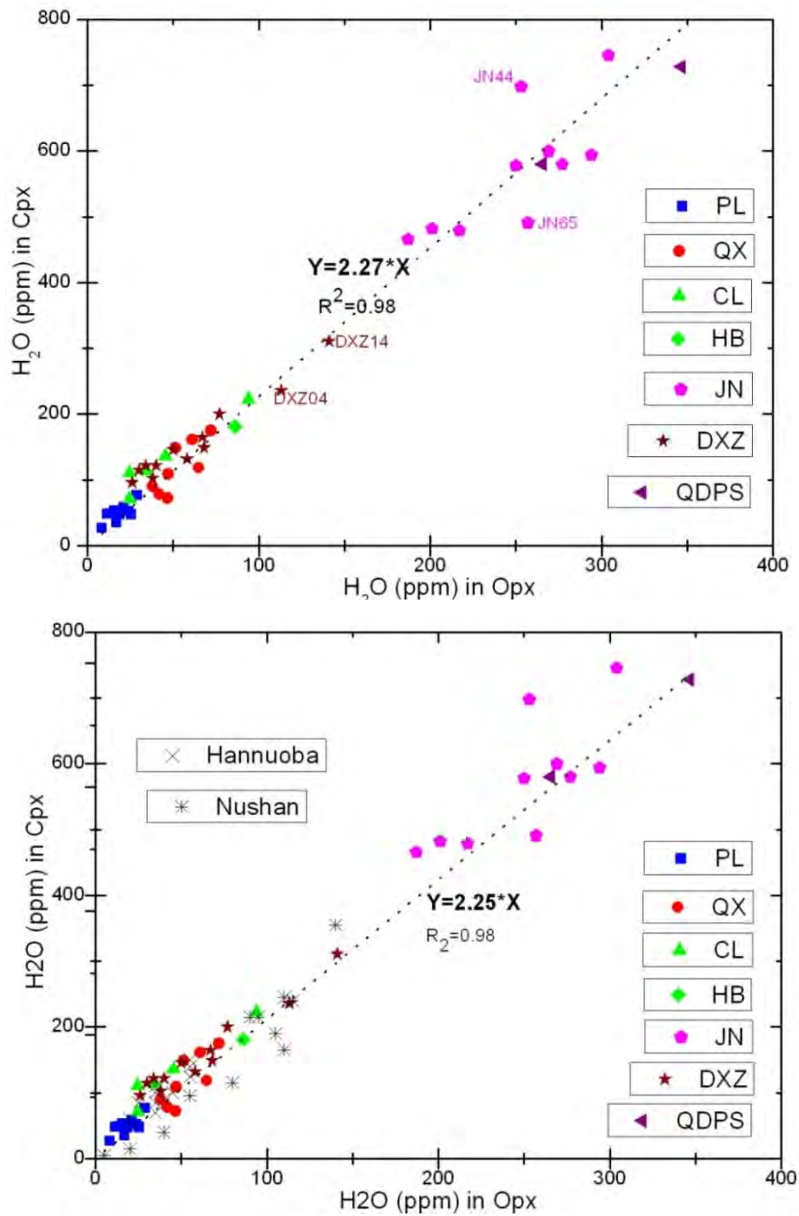 800
600
400
200
0
0
100
200
300
400
H₂O (ppm) in Cpx
H₂O (ppm) in Opx
JN44
JN65
Y=2.27*X
R²=0.98
DXZ14
DXZ04
PL
QX
CL
HB
JN
DXZ
QDPS
800
600
400
200
0
0
100
200
300
400
H2O (ppm) in Cpx
H2O (ppm) in Opx
Hannuoba
Nushan
Y=2.25*X
R₂=0.98
PL
QX
CL
HB
JN
DXZ
QDPS